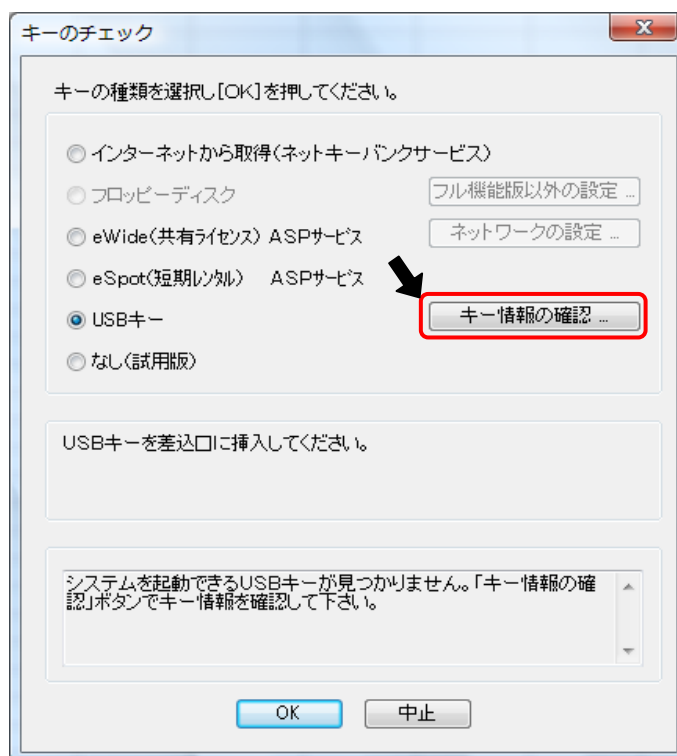 キーのチェック
キーの種類を選択し[OK]を押してください。
インターネットから取得(ネットキーバンクサービス)
フロッピーディスク
フル機能版以外の設定 ...
eWide(共有ライセンス) ASPサービス
ネットワークの設定 ...
eSpot(短期レンタル) ASPサービス
USBキー
キー情報の確認 ...
なし(試用版)
USBキーを差込口に挿入してください。
システムを起動できるUSBキーが見つかりません。「キー情報の確
認」ボタンでキー情報を確認して下さい。
OK
中止